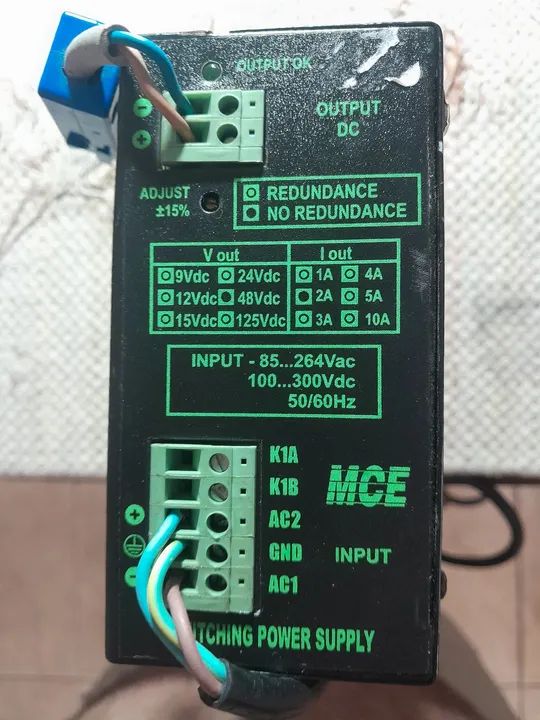 OUTPUT OK
OUTPUT
DC
ADJUST
±15%
REDUNDANCE
NO REDUNDANCE
V out
I out
9Vdc 24Vdc
1A 4A
12Vdc 48Vdc
2A 5A
15Vdc 125Vdc
3A 10A
INPUT - 85...264Vac
100...300Vdc
50/60Hz
K1A
K1B
AC2
GND
AC1
MCE
INPUT
POWER SUPPLY